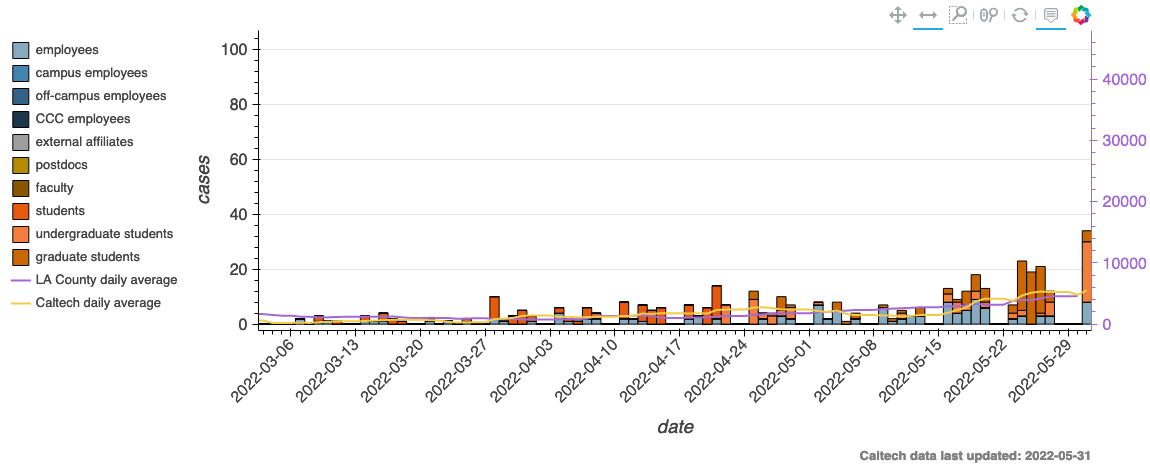 employees
campus employees
off-campus employees
CCC employees
external affiliates
postdocs
faculty
students
undergraduate students
graduate students
LA County daily average
Caltech daily average
cases
100
80
60
40
20
0
40000
30000
20000
10000
0
2022-03-06
2022-03-13
2022-03-20
2022-03-27
2022-04-03
2022-04-10
2022-04-17
2022-04-24
2022-05-01
2022-05-08
2022-05-15
2022-05-22
2022-05-29
date
Caltech data last updated: 2022-05-31